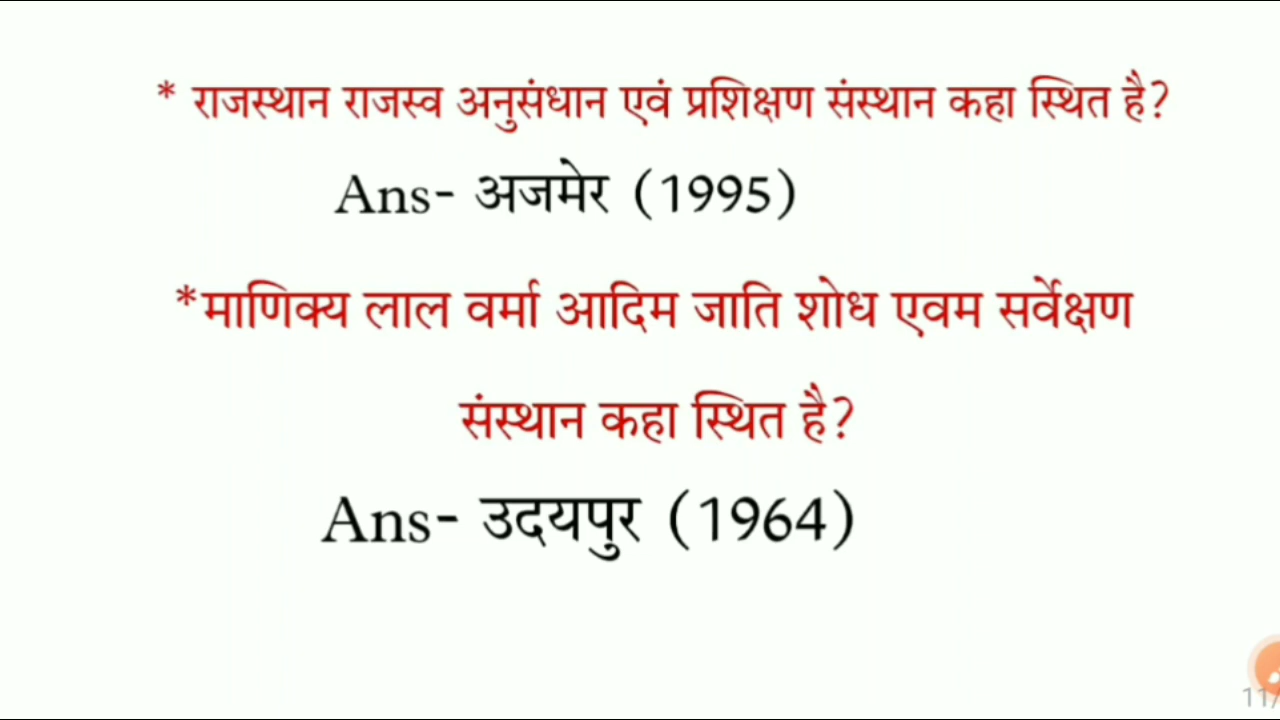 * राजस्थान राजस्व अनुसंधान एवं प्रशिक्षण संस्थान कहा स्थित है?
Ans- अजमेर (1995)
*माणिक्य लाल वर्मा आदिम जाति शोध एवम सर्वेक्षण
संस्थान कहा स्थित है?
Ans- उदयपुर (1964)
11/